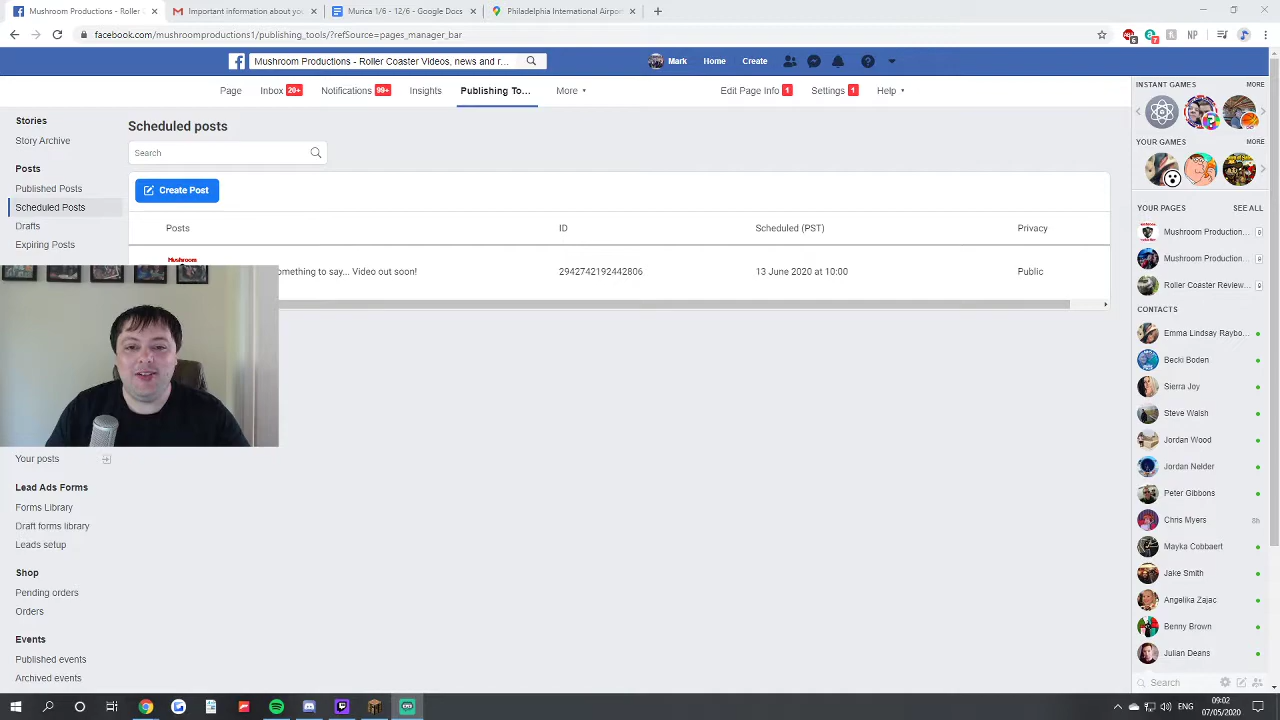 Mushroom Productions - Roller C
Important information about you
Murica 1/6 - 12/6 - Google Docs
Philadelphia International Airpor
facebook.com/mushroomproductions1/publishing_tools/?refSource=pages_manager_bar
6
7
NP
Mushroom Productions - Roller Coaster Videos, news and r...
Mark
Home
Create
Page
Inbox 20+
Notifications 99+
Insights
Publishing To...
More
Edit Page Info 1
Settings 1
Help
INSTANT GAMES
MORE
YOUR GAMES
MORE
YOUR PAGES
SEE ALL
Mushroom Production...
Mushroom Production...
Roller Coaster Review...
CONTACTS
Emma Lindsay Raybo...
Becki Boden
Sierra Joy
Steve Walsh
Jordan Wood
Jordan Nelder
Peter Gibbons
Chris Myers
8h
Mayka Cobbaert
Jake Smith
Angelika Zajac
Benny Brown
Julian Deans
Search
Stories
Story Archive
Posts
Published Posts
Scheduled Posts
Drafts
Expiring Posts
Scheduled posts
Search
Create Post
Posts
ID
Scheduled (PST)
Privacy
Mushroom
omething to say... Video out soon!
2942742192442806
13 June 2020 at 10:00
Public
Your posts
Lead Ads Forms
Forms Library
Draft forms library
Leads setup
Shop
Pending orders
Orders
Events
Published events
Archived events
ENG
09:02
07/05/2020